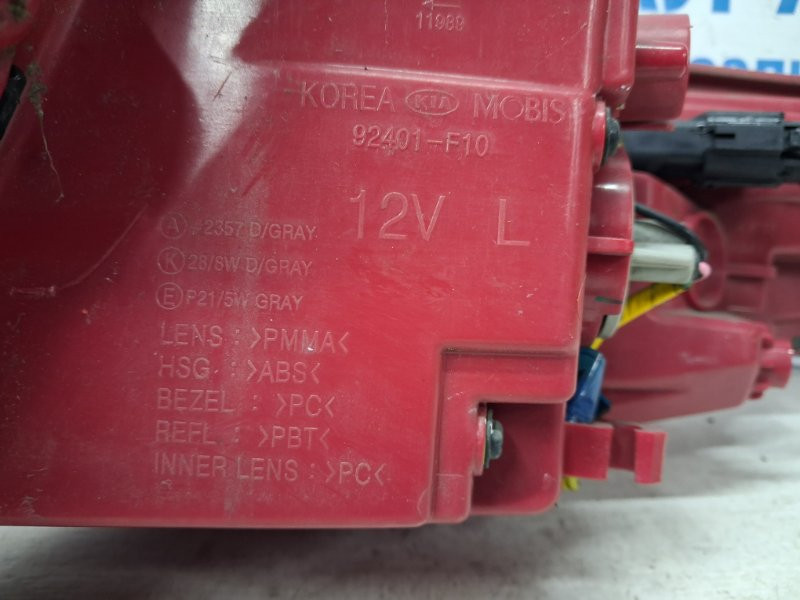 11989
KOREA KIA MOBIS
92401-F10
12V L
A #2357 D/GRAY
K 28/8W D/GRAY
E P21/5W GRAY
LENS : >PMMA<
HSG : >ABS<
BEZEL : >PC<
REFL : >PBT<
INNER LENS : >PC<